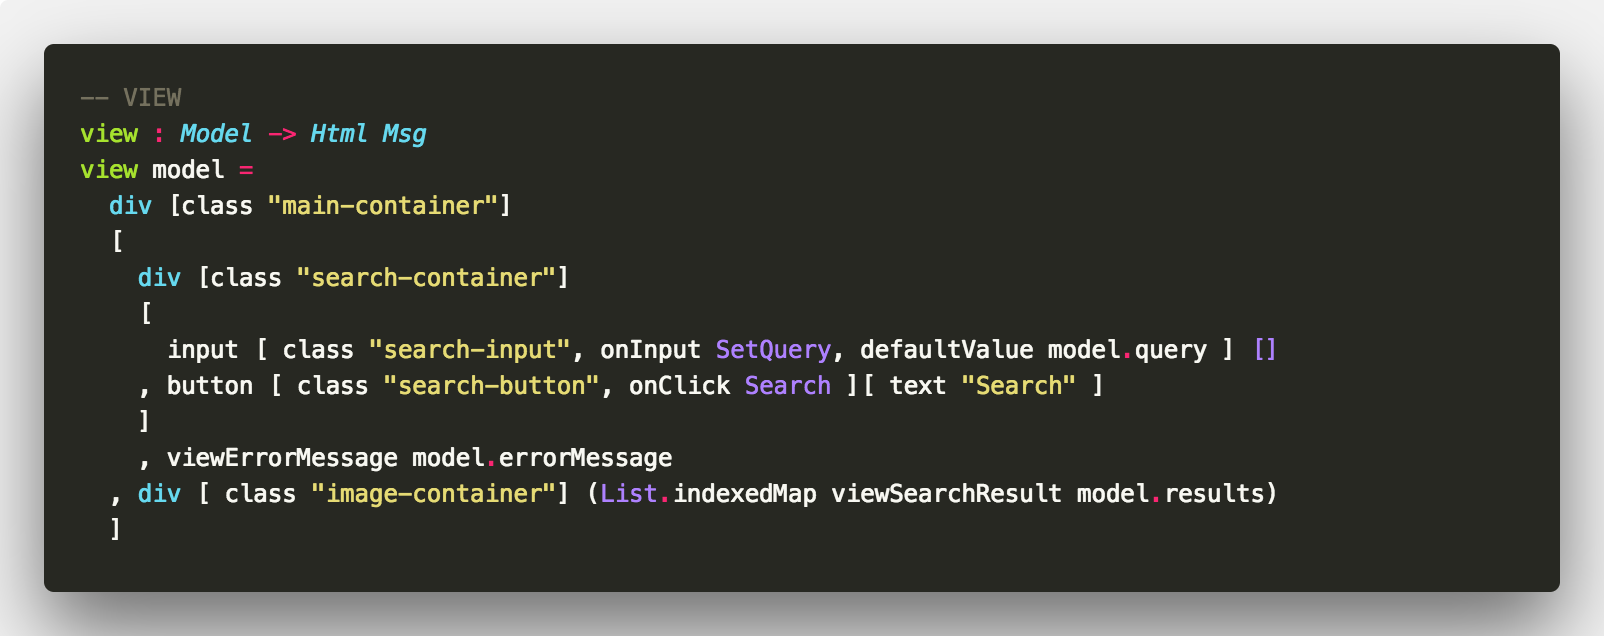 -- VIEW
view : Model -> Html Msg
view model =
  div [class "main-container"]
  [
    div [class "search-container"]
    [
      input [ class "search-input", onInput SetQuery, defaultValue model.query ] []
    , button [ class "search-button", onClick Search ][ text "Search" ]
    ]
    , viewErrorMessage model.errorMessage
  , div [ class "image-container"] (List.indexedMap viewSearchResult model.results)
  ]